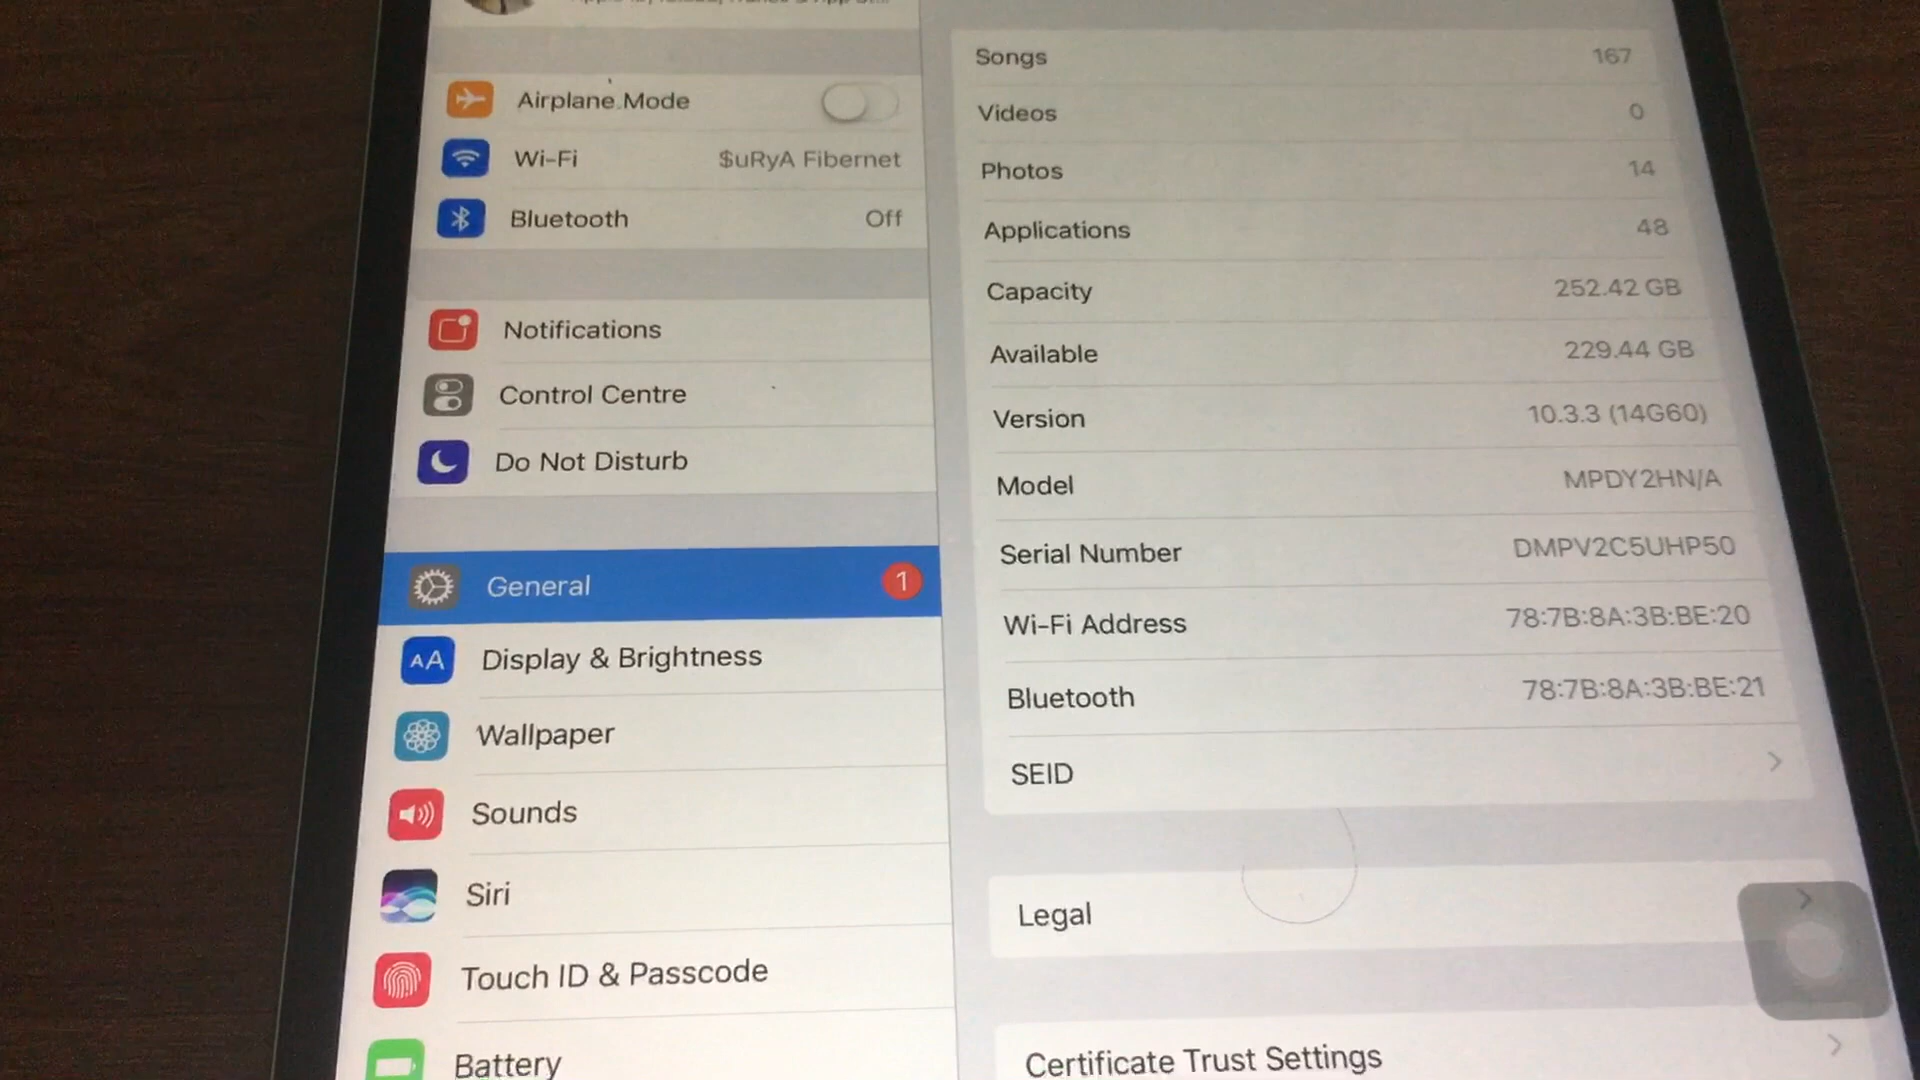 Airplane Mode
Wi-Fi $uRyA Fibernet
Bluetooth Off
Notifications
Control Centre
Do Not Disturb
General 1
AA Display & Brightness
Wallpaper
Sounds
Siri
Touch ID & Passcode
Battery
Songs 167
Videos 0
Photos 14
Applications 48
Capacity 252.42 GB
Available 229.44 GB
Version 10.3.3 (14G60)
Model MPDY2HN/A
Serial Number DMPV2C5UHP50
Wi-Fi Address 78:7B:8A:3B:BE:20
Bluetooth 78:7B:8A:3B:BE:21
SEID
Legal
Certificate Trust Settings